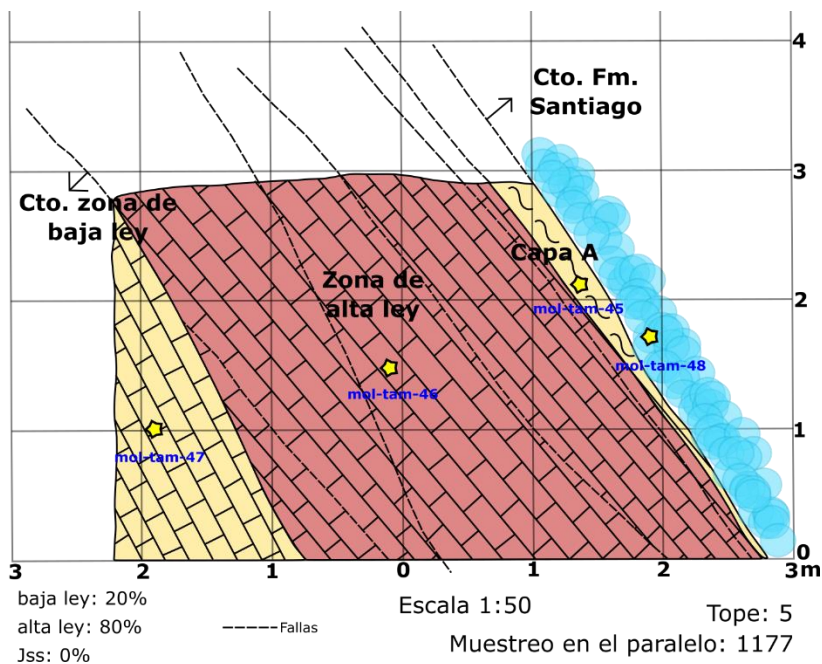 4
Cto. Fm.
Santiago
3
Cto. zona de
baja ley
Capa A
Zona de
alta ley
2
mol-tam-45
mol-tam-48
mol-tam-46
1
mol-tam-47
0
3 2 1 0 1 2 3m
baja ley: 20%
alta ley: 80%
Jss: 0%
Fallas
Escala 1:50
Tope: 5
Muestreo en el paralelo: 1177